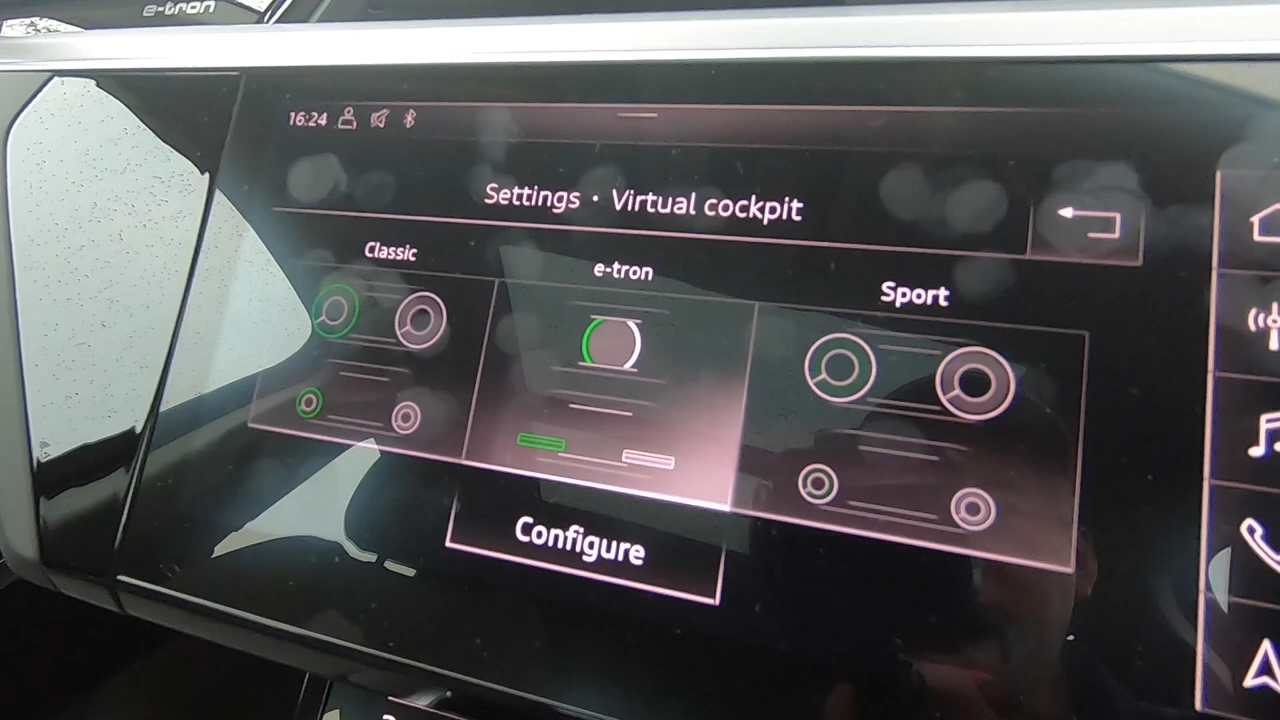 e-tron
16:24
Settings · Virtual cockpit
Classic
e-tron
Sport
Configure